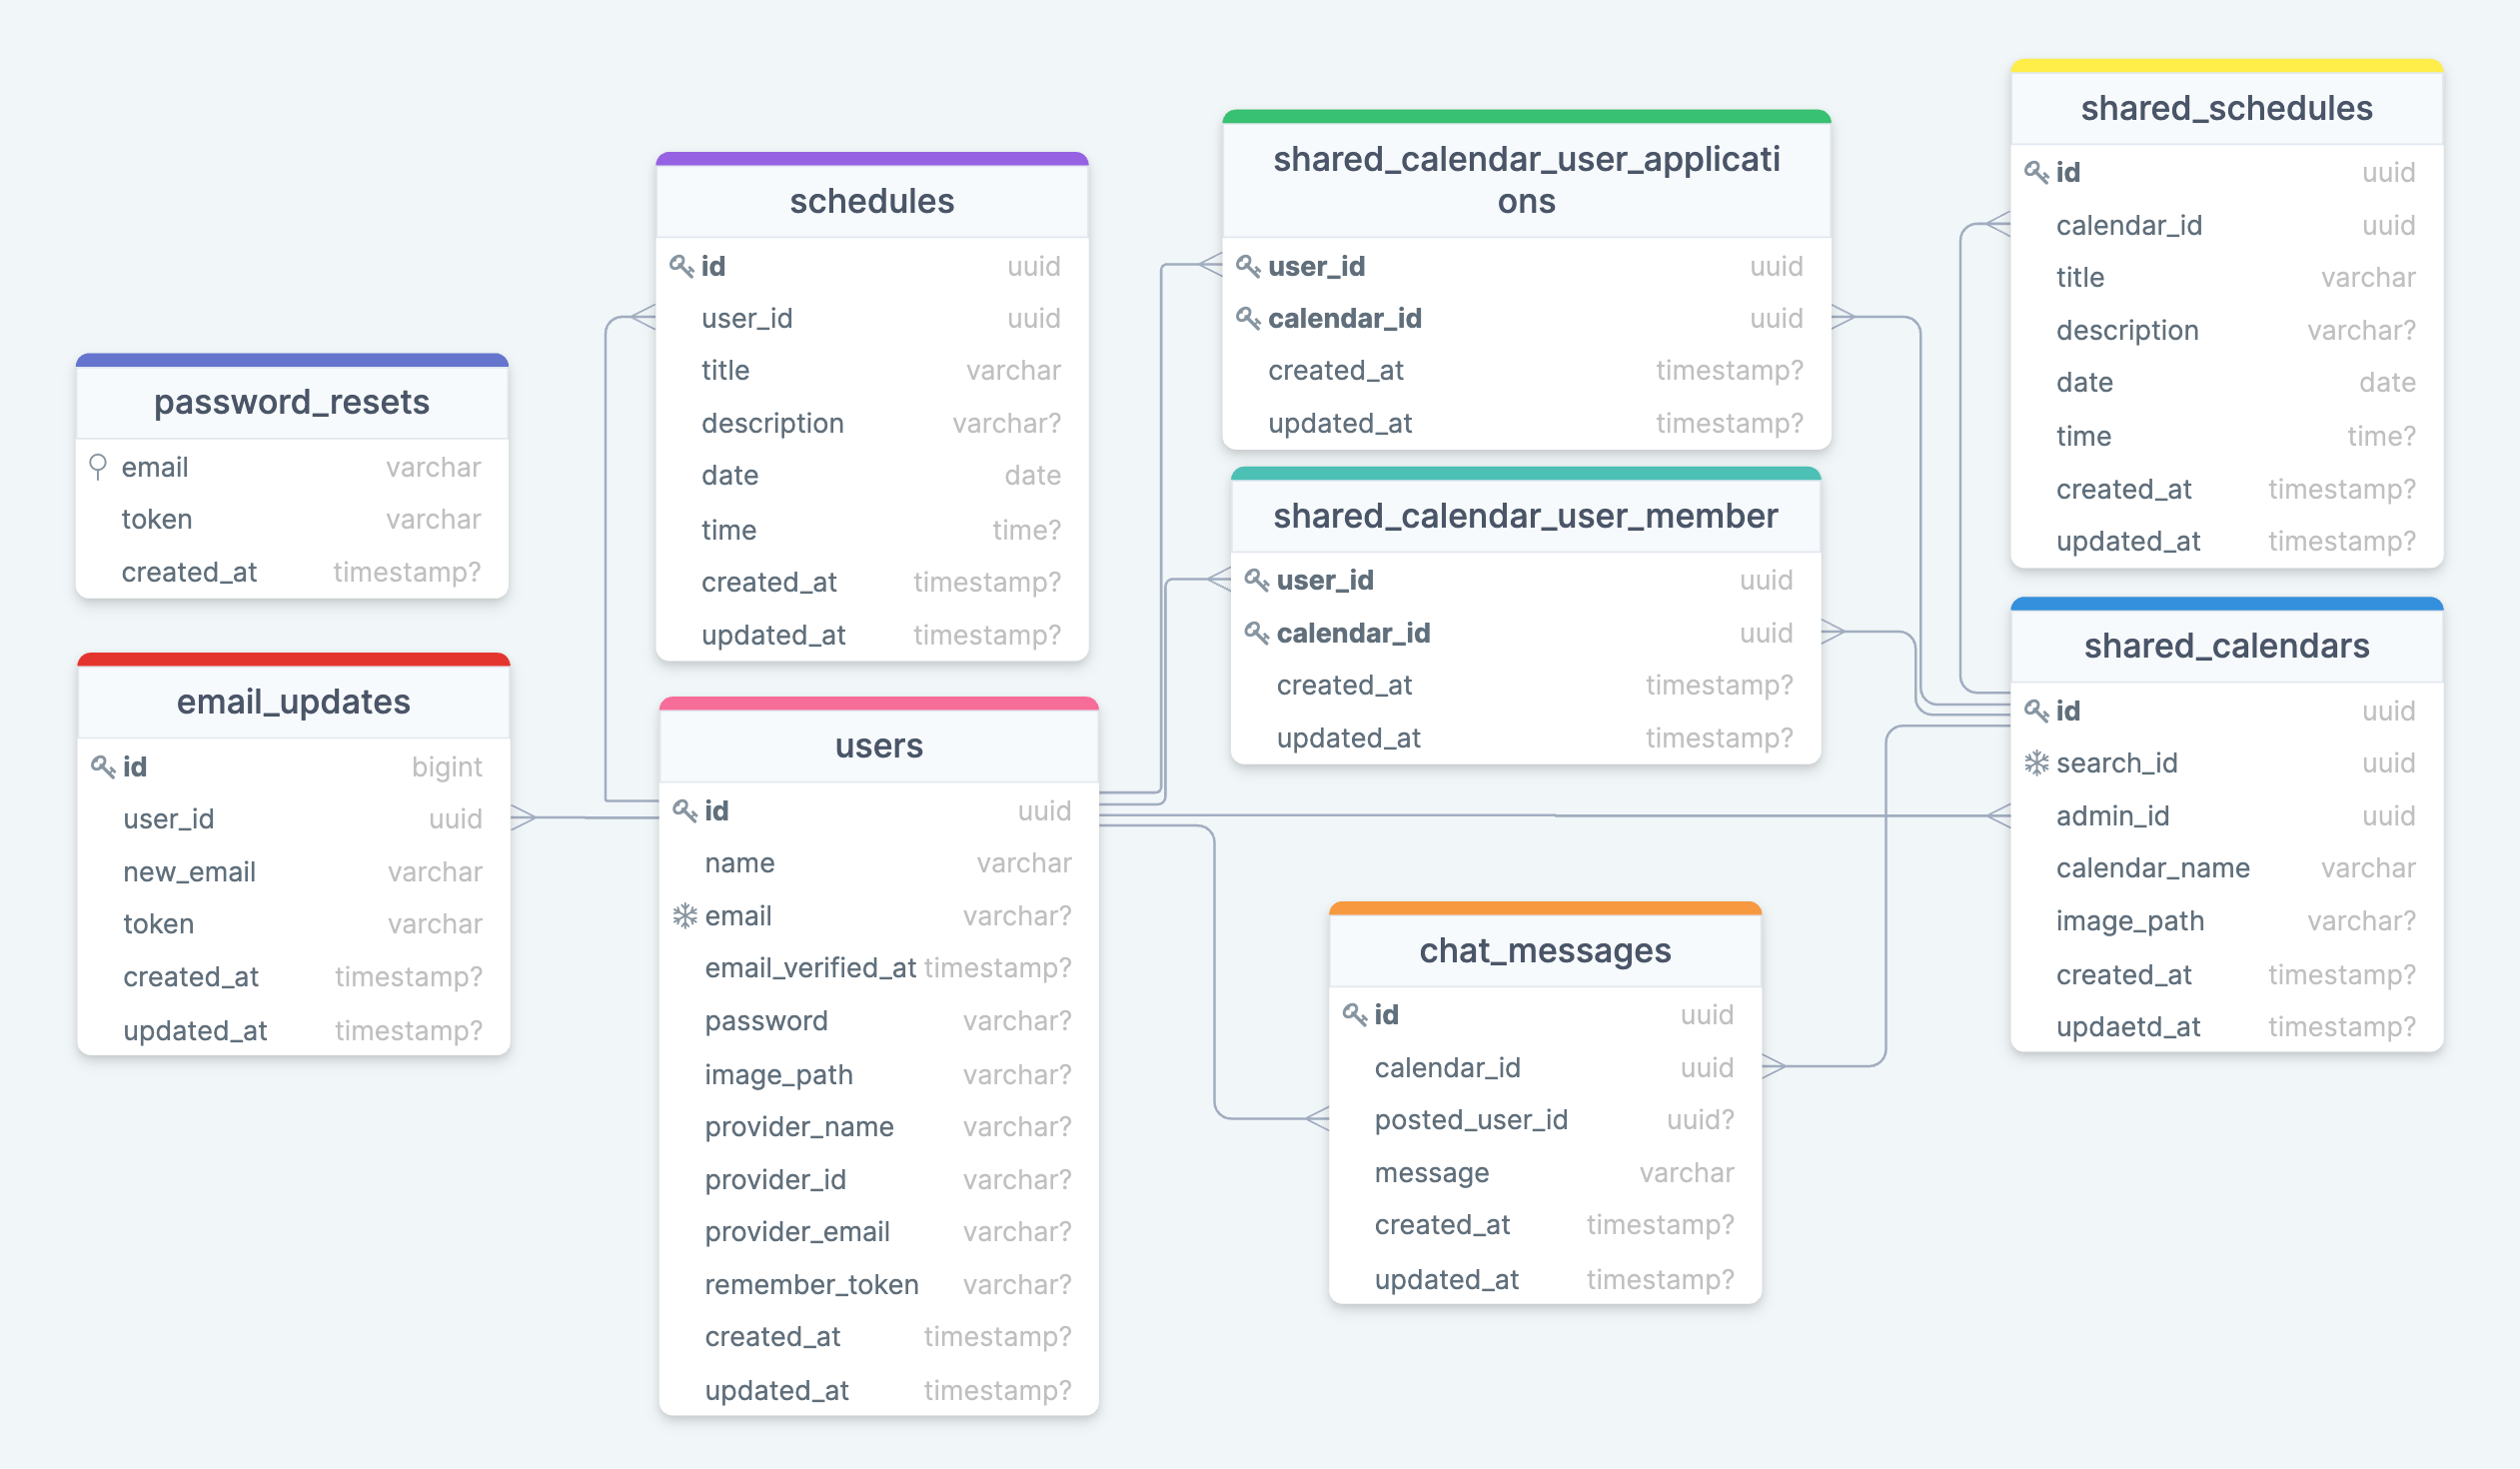 password_resets
email varchar
token varchar
created_at timestamp?
email_updates
id bigint
user_id uuid
new_email varchar
token varchar
created_at timestamp?
updated_at timestamp?
schedules
id uuid
user_id uuid
title varchar
description varchar?
date date
time time?
created_at timestamp?
updated_at timestamp?
users
id uuid
name varchar
email varchar?
email_verified_at timestamp?
password varchar?
image_path varchar?
provider_name varchar?
provider_id varchar?
provider_email varchar?
remember_token varchar?
created_at timestamp?
updated_at timestamp?
shared_calendar_user_applicati
ons
user_id uuid
calendar_id uuid
created_at timestamp?
updated_at timestamp?
shared_calendar_user_member
user_id uuid
calendar_id uuid
created_at timestamp?
updated_at timestamp?
chat_messages
id uuid
calendar_id uuid
posted_user_id uuid?
message varchar
created_at timestamp?
updated_at timestamp?
shared_schedules
id uuid
calendar_id uuid
title varchar
description varchar?
date date
time time?
created_at timestamp?
updated_at timestamp?
shared_calendars
id uuid
search_id uuid
admin_id uuid
calendar_name varchar
image_path varchar?
created_at timestamp?
updaetd_at timestamp?